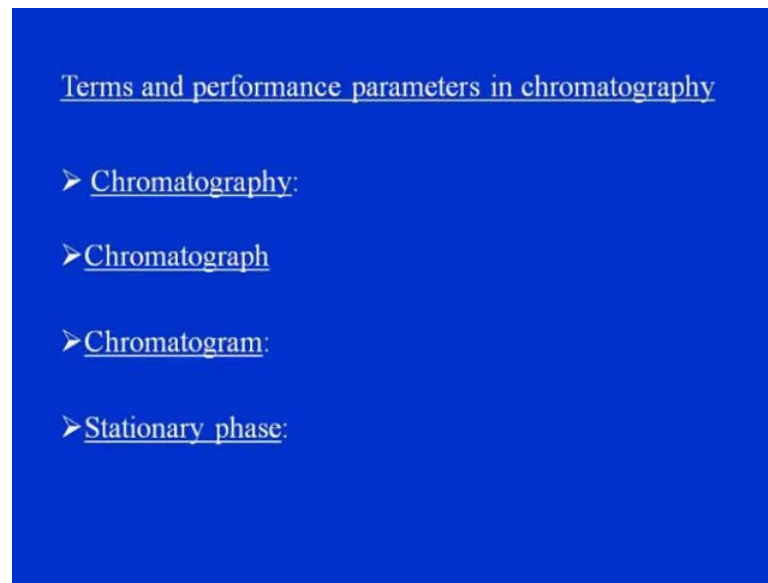 Terms and performance parameters in chromatography
➢ Chromatography:
➢Chromatograph
➢Chromatogram:
➢Stationary phase: